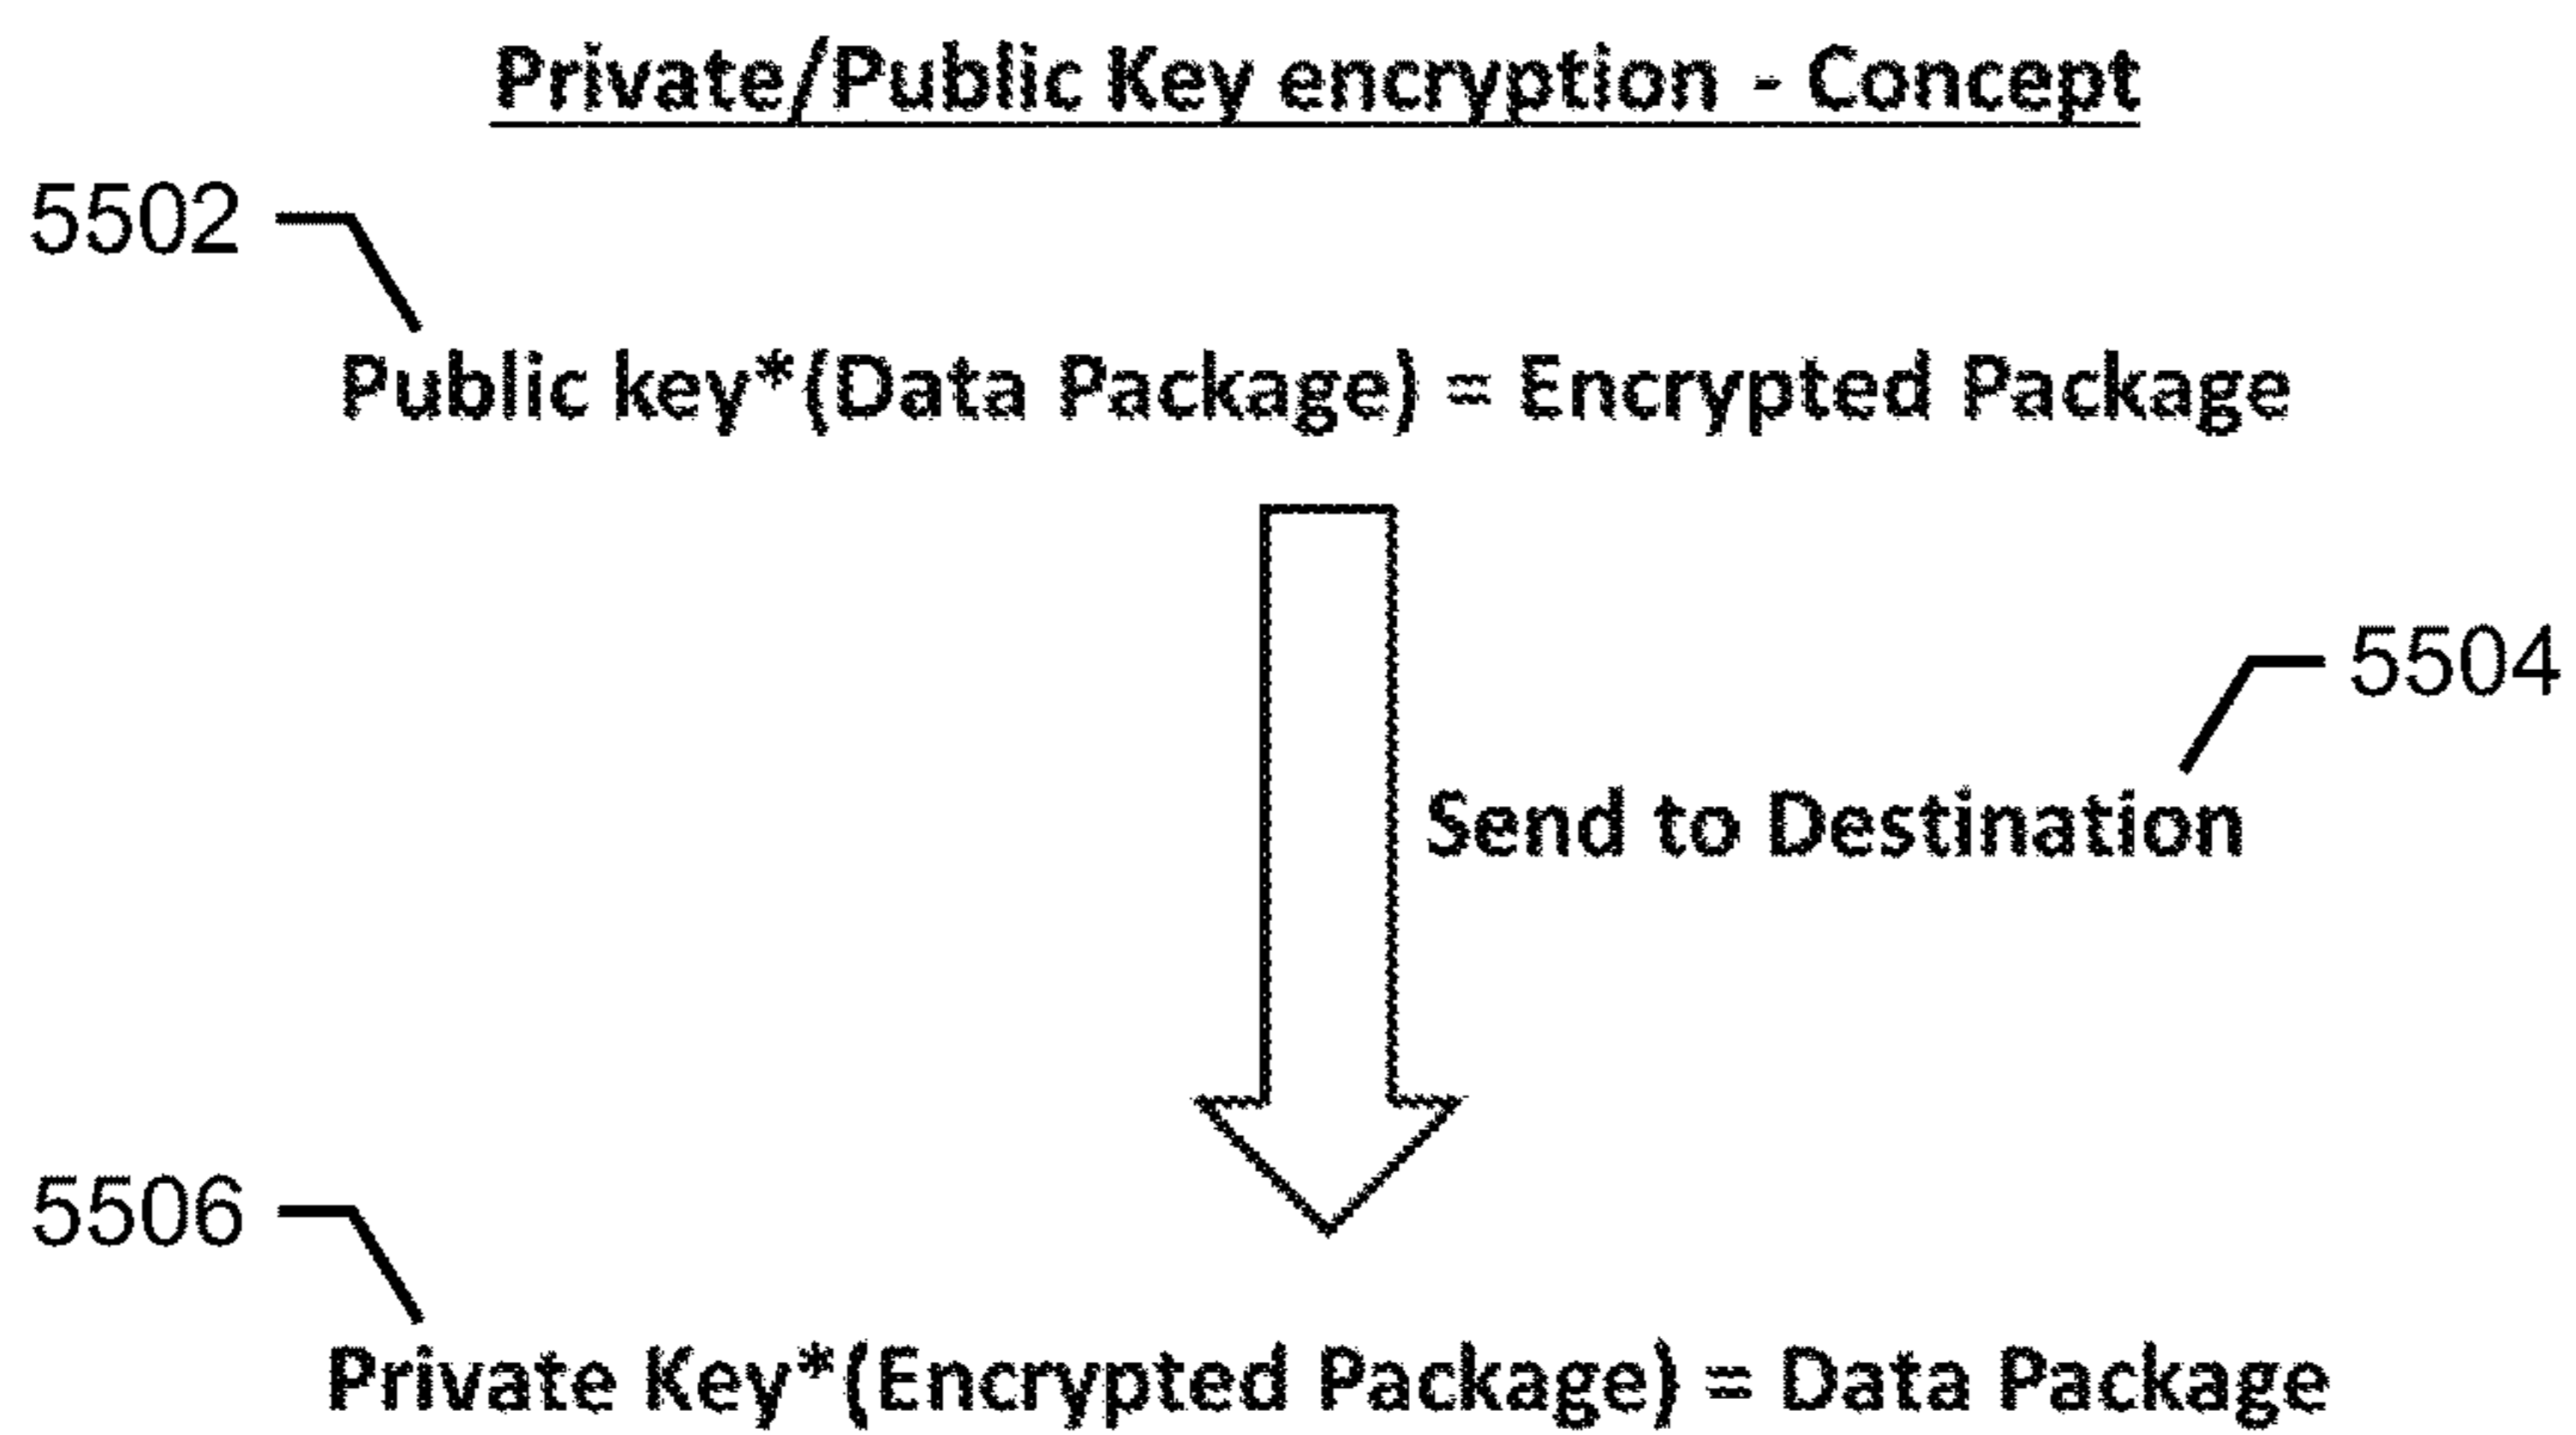 Private/Public Key encryption - Concept
5502
Public key*(Data Package) = Encrypted Package
5504
Send to Destination
5506
Private Key*(Encrypted Package) = Data Package